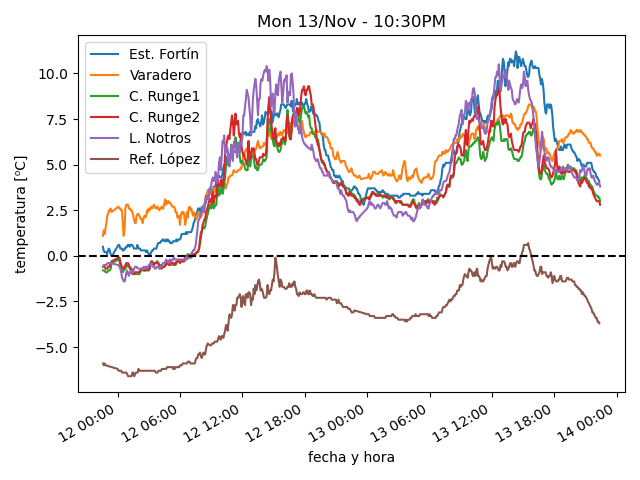 Mon 13/Nov - 10:30PM
Est. Fortín
Varadero
C. Runge1
C. Runge2
L. Notros
Ref. López
temperatura [ºC]
10.0
7.5
5.0
2.5
0.0
−2.5
−5.0
12 00:00
12 06:00
12 12:00
12 18:00
13 00:00
13 06:00
13 12:00
13 18:00
14 00:00
fecha y hora